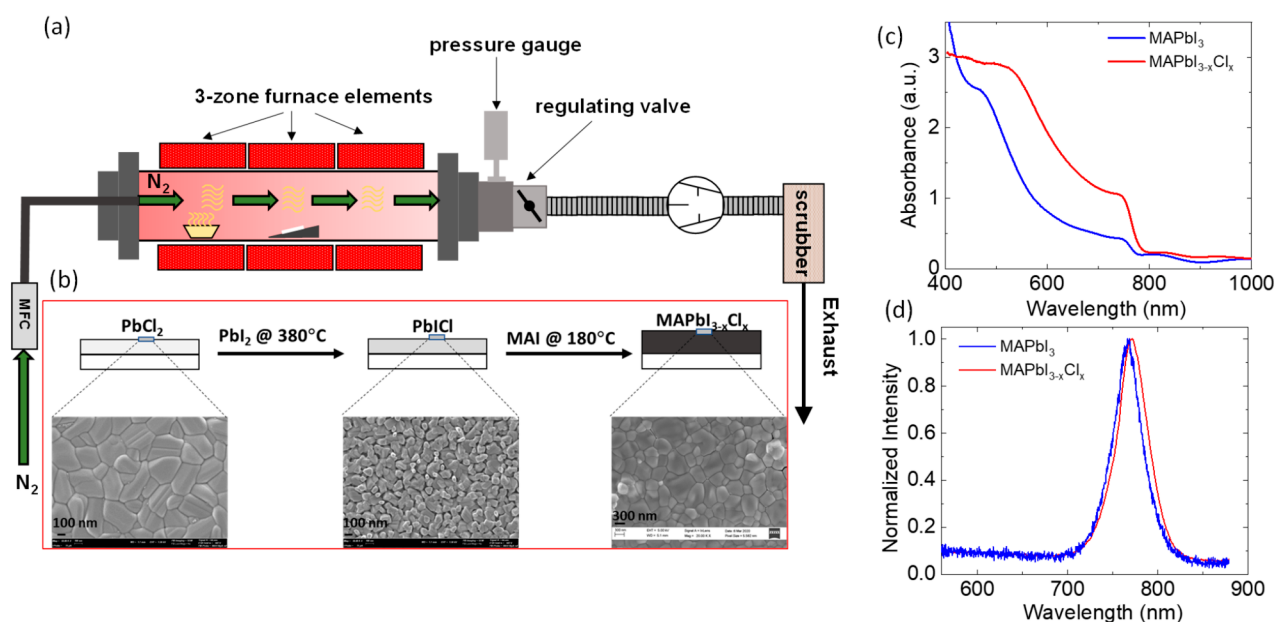 (a)
pressure gauge
3-zone furnace elements
regulating valve
N₂
scrubber
MFC
Exhaust
N₂
(b)
PbCl₂
PbI₂ @ 380°C
PbICl
MAI @ 180°C
MAPbI₃₋ₓClₓ
100 nm
100 nm
300 nm
(c)
MAPbI₃
MAPbI₃₋ₓClₓ
Absorbance (a.u.)
3
2
1
0
400 600 800 1000
Wavelength (nm)
(d)
MAPbI₃
MAPbI₃₋ₓClₓ
Normalized Intensity
1.0
0.8
0.6
0.4
0.2
0.0
600 700 800 900
Wavelength (nm)